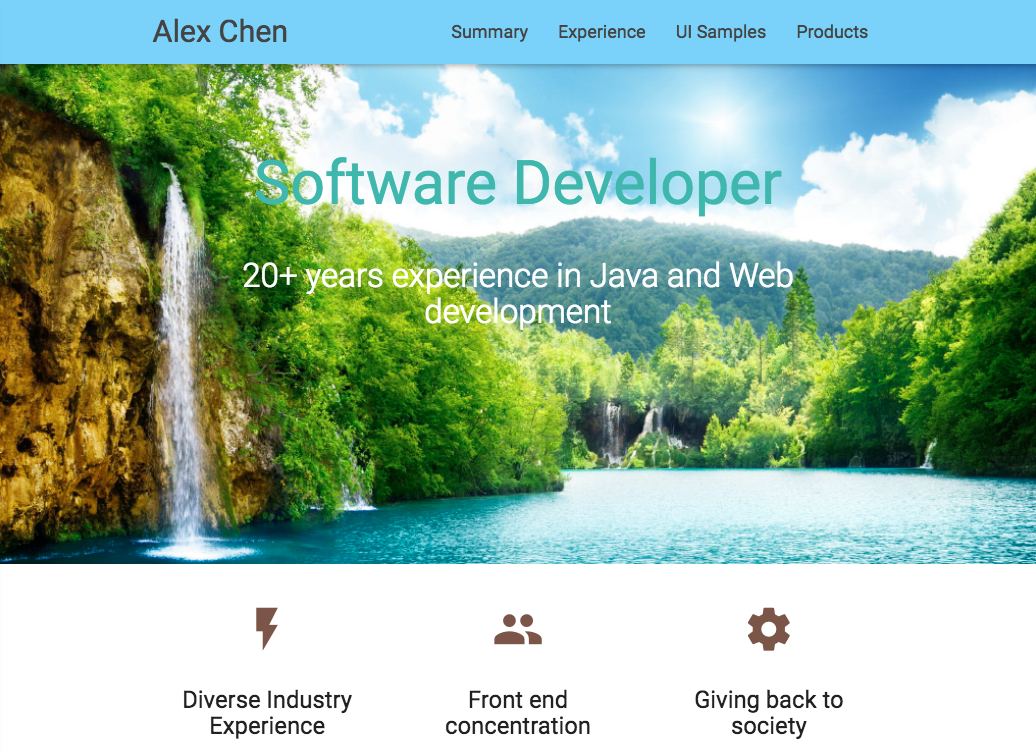 Alex Chen
Summary Experience UI Samples Products
Software Developer
20+ years experience in Java and Web
development
Diverse Industry
Experience
Front end
concentration
Giving back to
society